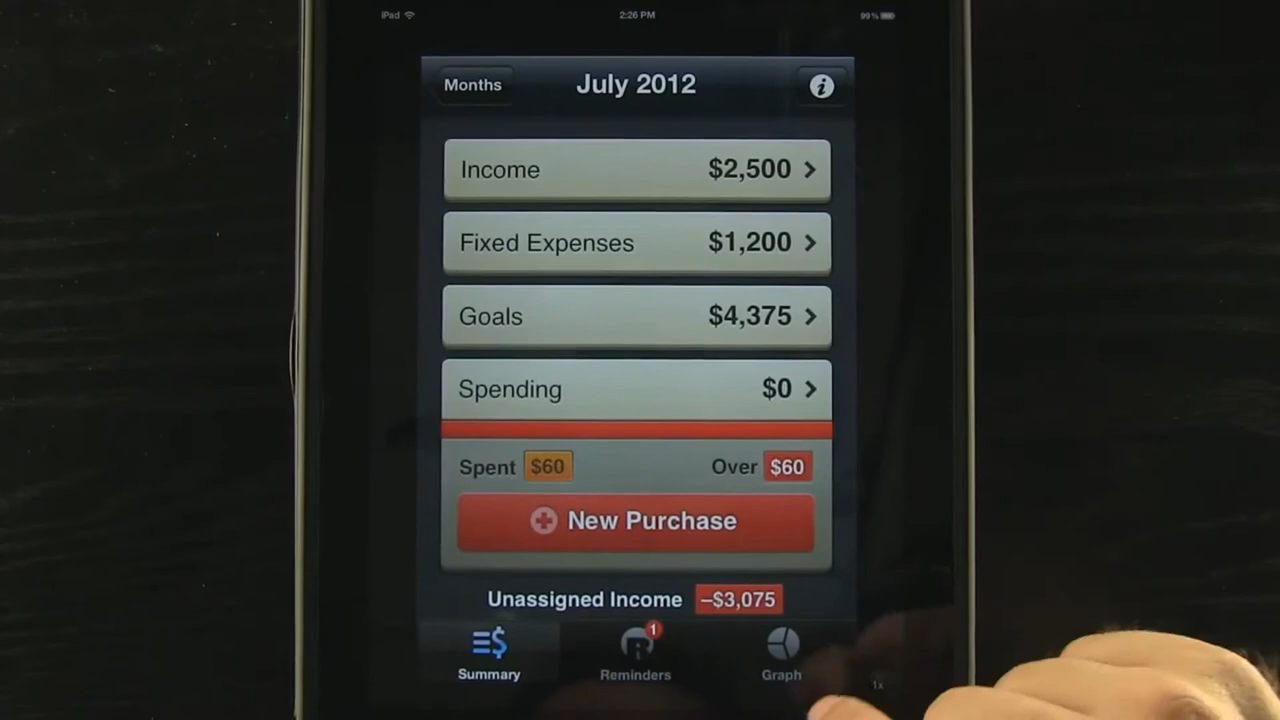 iPad 2:26 PM 99%
Months July 2012
Income $2,500
Fixed Expenses $1,200
Goals $4,375
Spending $0
Spent $60 Over $60
New Purchase
Unassigned Income –$3,075
1
Summary Reminders Graph
1x